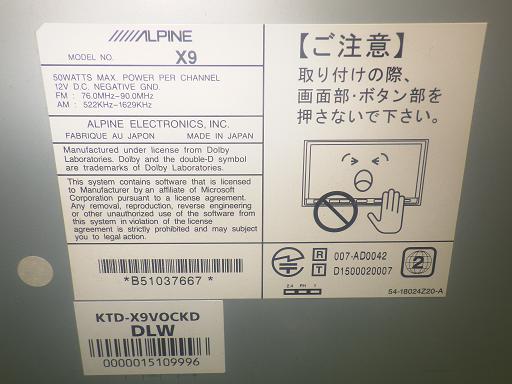 ALPINE
MODEL NO. X9
50WATTS MAX. POWER PER CHANNEL
12V D.C. NEGATIVE GND.
FM : 76.0MHz-90.0MHz
AM : 522KHz-1629KHz
ALPINE ELECTRONICS, INC.
FABRIQUÉ AU JAPON MADE IN JAPAN
Manufactured under license from Dolby
Laboratories. Dolby and the double-D symbol
are trademarks of Dolby Laboratories.
This system contains software that is licensed
to Manufacturer by an affiliate of Microsoft
Corporation pursuant to a license agreement.
Any removal, reproduction, reverse engineering
or other unauthorized use of the software from
this system in violation of the license
agreement is strictly prohibited and may subject
you to legal action.
*B51037667*
【ご注意】
取り付けの際、
画面部・ボタン部を
押さないで下さい。
R 007-AD0042
T D1500020007
2
2.4 FH 1
54-18024Z20-A
KTD-X9VOCKD
DLW
0000015109996